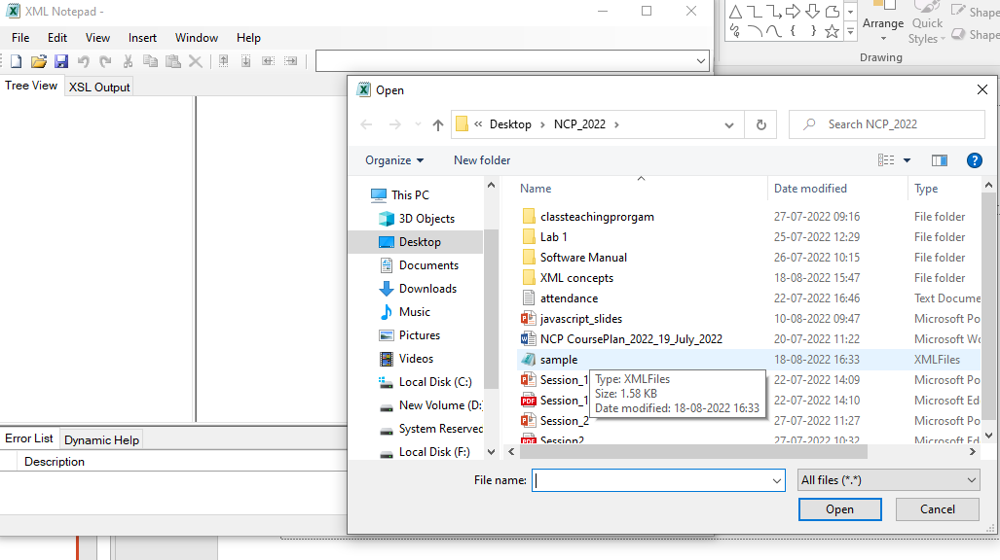 XML Notepad -
File Edit View Insert Window Help
Tree View XSL Output
Arrange Quick Styles
Shape
Shape
Drawing
Open
« Desktop › NCP_2022 ›
Search NCP_2022
Organize New folder
This PC
3D Objects
Desktop
Documents
Downloads
Music
Pictures
Videos
Local Disk (C:)
New Volume (D:
System Reserved
Local Disk (F:)
Name Date modified Type
classteachingprorgam 27-07-2022 09:16 File folder
Lab 1 25-07-2022 12:29 File folder
Software Manual 26-07-2022 10:15 File folder
XML concepts 18-08-2022 15:47 File folder
attendance 22-07-2022 16:46 Text Docume
javascript_slides 10-08-2022 09:47 Microsoft Po
NCP CoursePlan_2022_19_July_2022 20-07-2022 11:22 Microsoft Wo
sample 18-08-2022 16:33 XMLFiles
Session_1 22-07-2022 14:09 Microsoft Po
Session_1 22-07-2022 14:10 Microsoft Ed
Session_2 27-07-2022 11:27 Microsoft Po
Session2 27-07-2022 10:32 Microsoft Ed
Type: XMLFiles
Size: 1.58 KB
Date modified: 18-08-2022 16:33
Error List Dynamic Help
Description
File name: All files (*.*)
Open Cancel